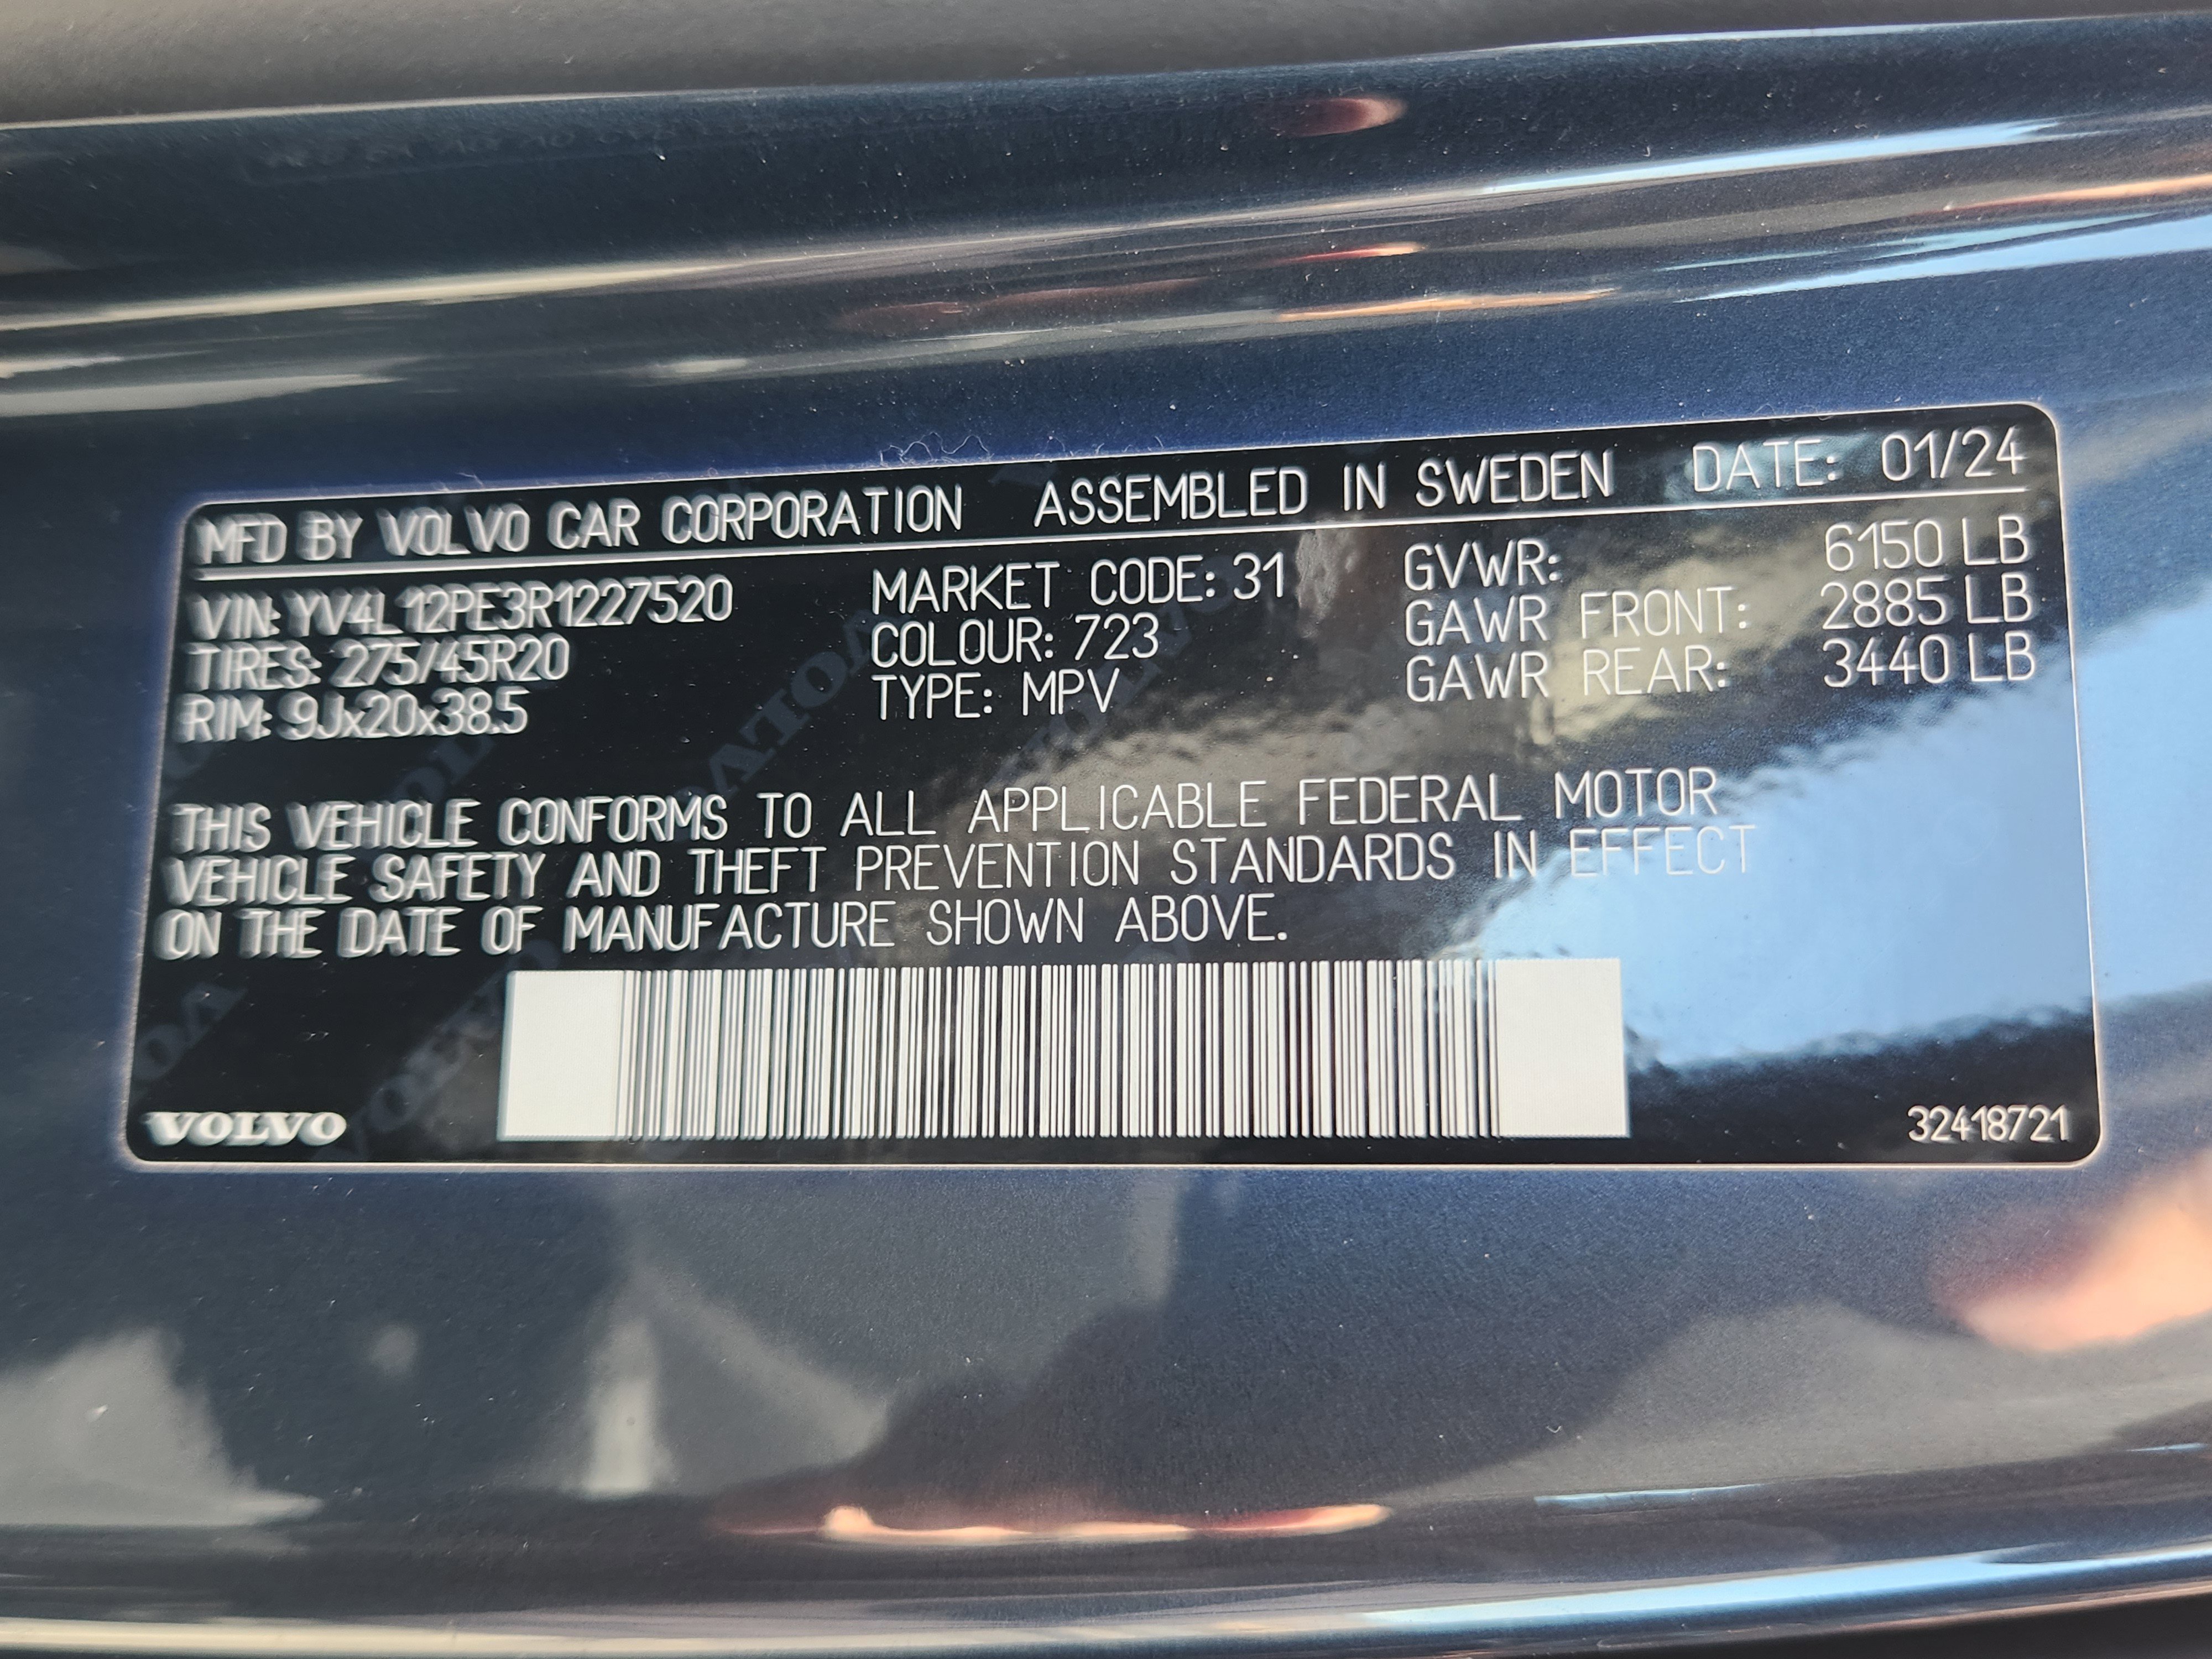 MFD BY VOLVO CAR CORPORATION ASSEMBLED IN SWEDEN DATE: 01/24
VIN: YV4L12PE3R1227520 MARKET CODE: 31 GVWR: 6150 LB
TIRES: 275/45R20 COLOUR: 723 GAWR FRONT: 2885 LB
RIM: 9Jx20x38.5 TYPE: MPV GAWR REAR: 3440 LB
THIS VEHICLE CONFORMS TO ALL APPLICABLE FEDERAL MOTOR
VEHICLE SAFETY AND THEFT PREVENTION STANDARDS IN EFFECT
ON THE DATE OF MANUFACTURE SHOWN ABOVE.
VOLVO 32418721